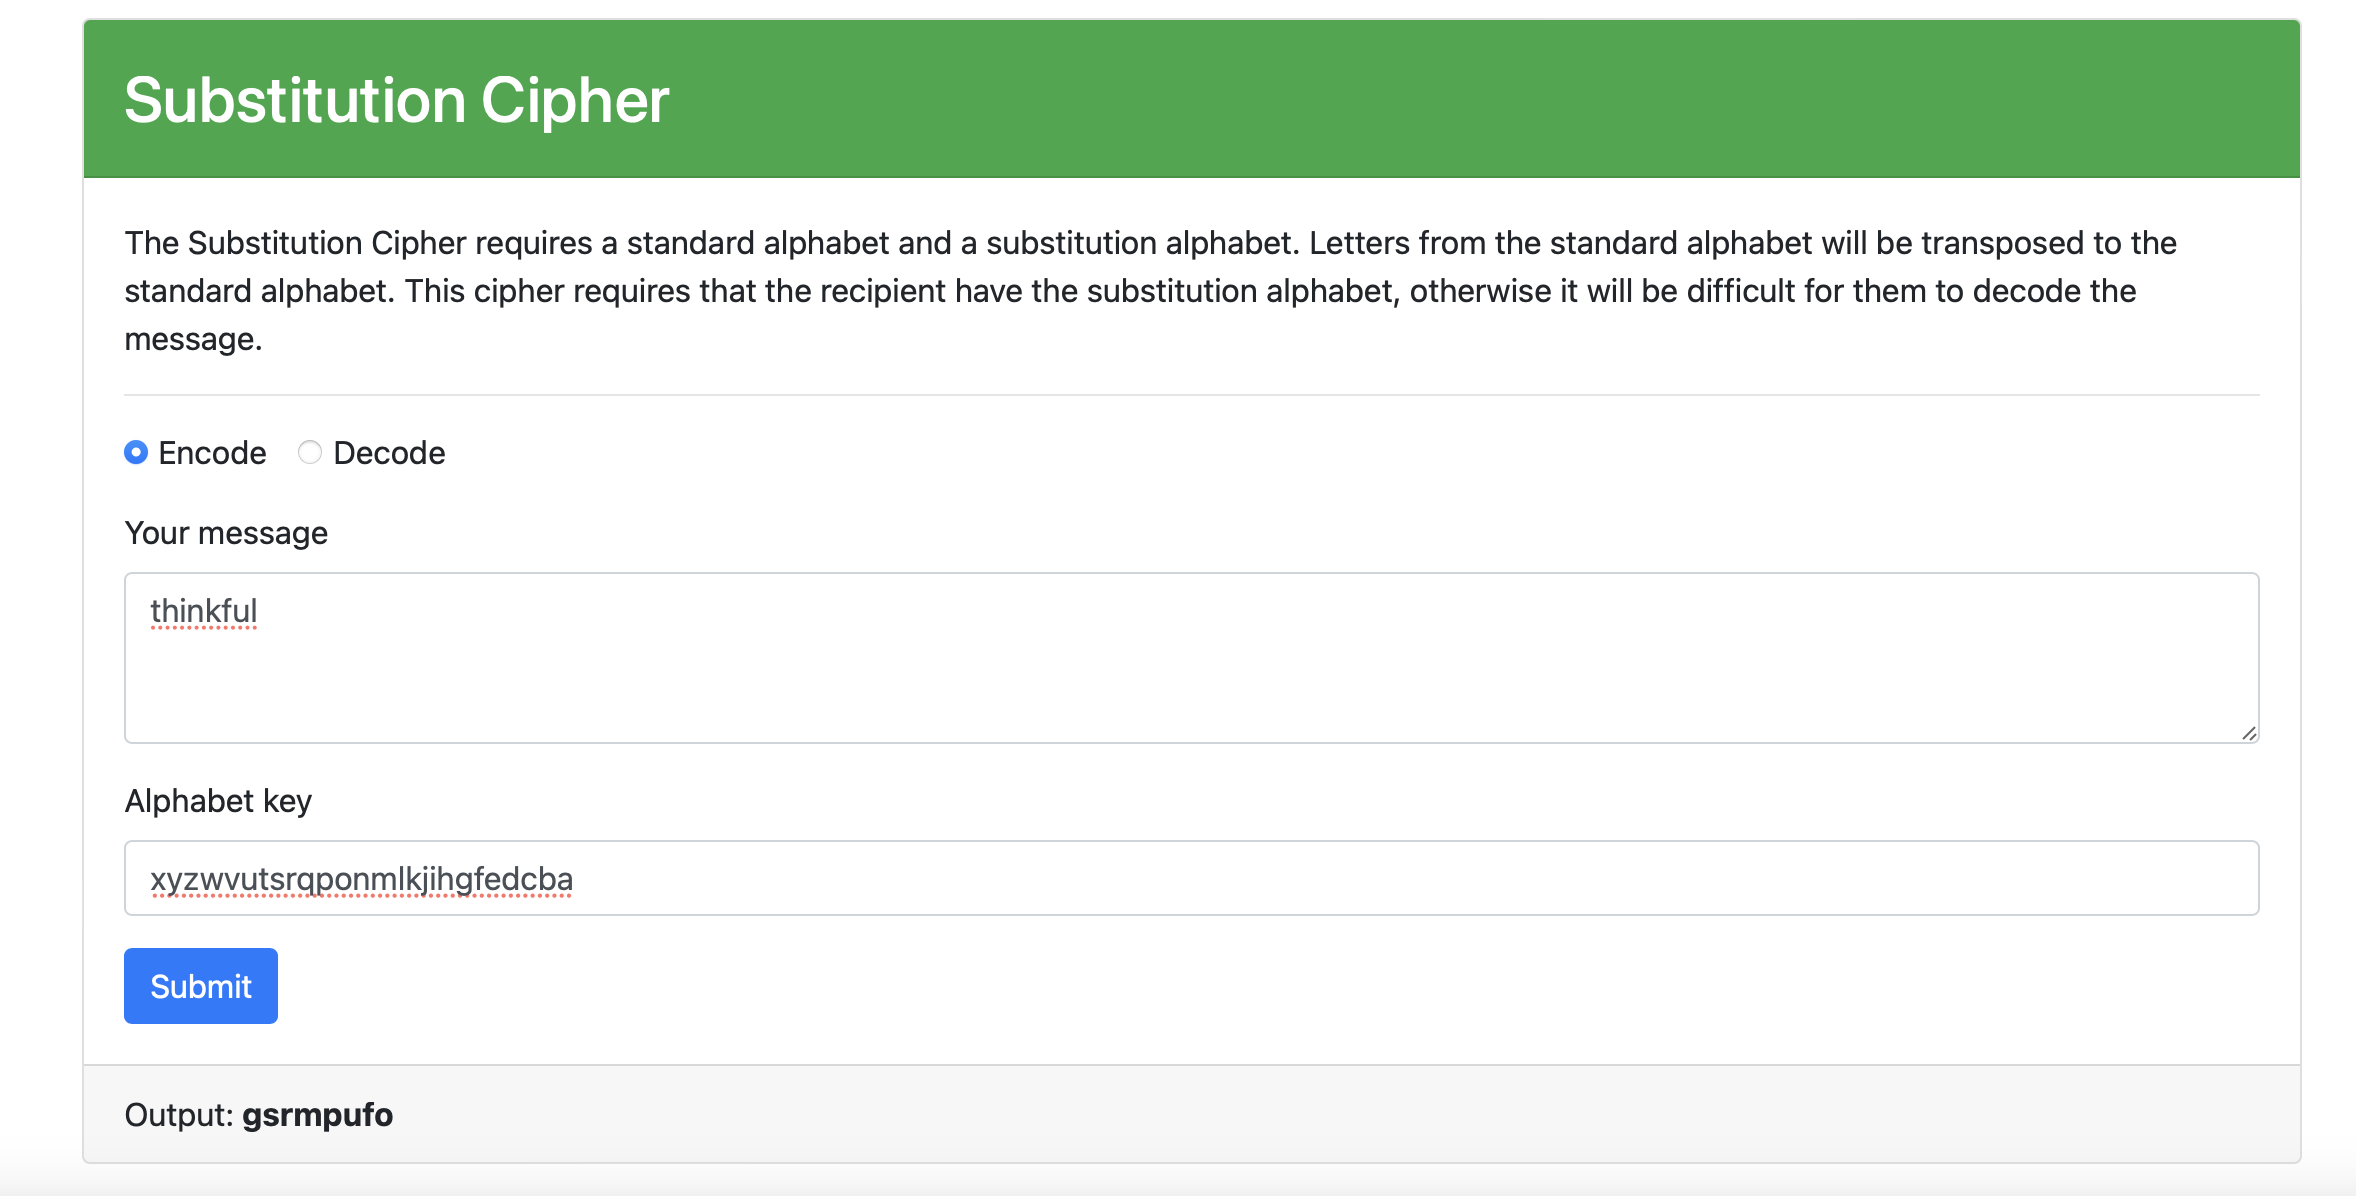 Substitution Cipher
The Substitution Cipher requires a standard alphabet and a substitution alphabet. Letters from the standard alphabet will be transposed to the
standard alphabet. This cipher requires that the recipient have the substitution alphabet, otherwise it will be difficult for them to decode the
message.
Encode Decode
Your message
thinkful
Alphabet key
xyzwvutsrqponmlkjihgfedcba
Submit
Output: gsrmpufo